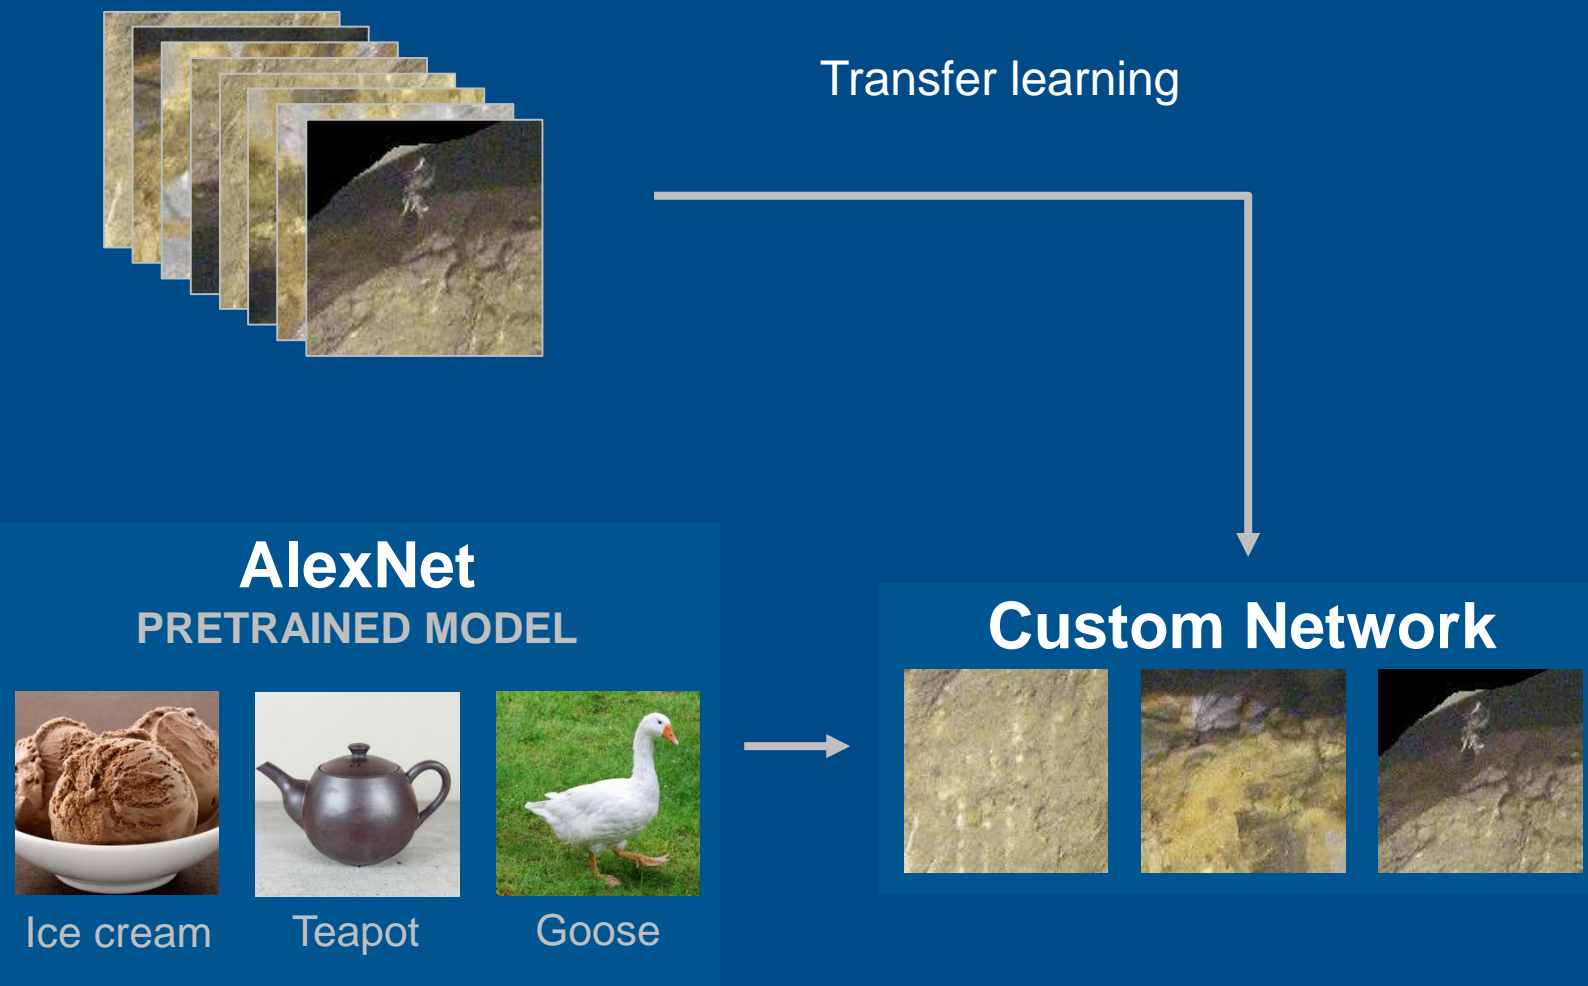 Transfer learning
AlexNet
PRETRAINED MODEL
Ice cream
Teapot
Goose
Custom Network